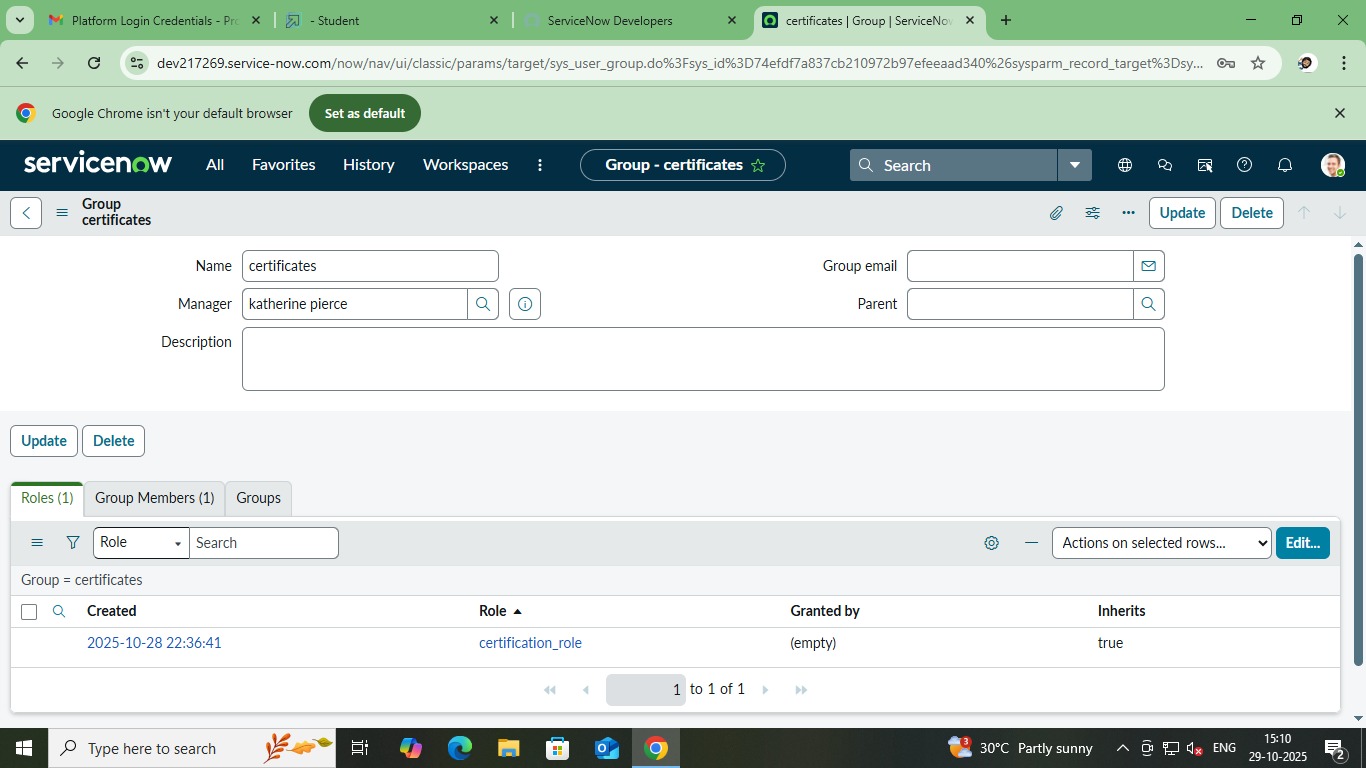 Platform Login Credentials - Pro
- Student
ServiceNow Developers
certificates | Group | ServiceNow
dev217269.service-now.com/now/nav/ui/classic/params/target/sys_user_group.do%3Fsys_id%3D74efdf7a837cb210972b97efeeaad340%26sysparm_record_target%3Dsy...
Google Chrome isn't your default browser Set as default
servicenow All Favorites History Workspaces Group - certificates Search
Group
certificates
Update Delete
Name certificates Group email
Manager katherine pierce Parent
Description
Update Delete
Roles (1) Group Members (1) Groups
Role Search Actions on selected rows... Edit...
Group = certificates
Created Role Granted by Inherits
2025-10-28 22:36:41 certification_role (empty) true
1 to 1 of 1
Type here to search 3 30°C Partly sunny ENG 15:10
29-10-2025 2